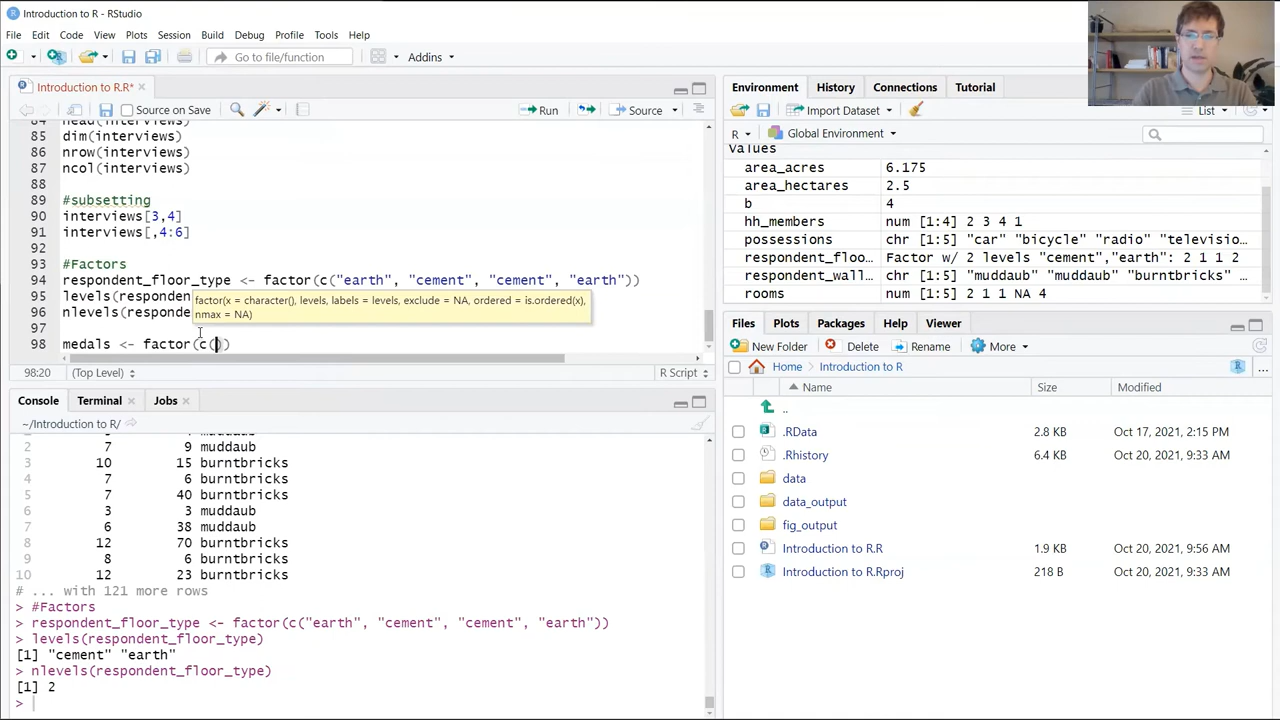 Introduction to R - RStudio
File Edit Code View Plots Session Build Debug Profile Tools Help
Go to file/function Addins
Introduction to R.R*
Source on Save Run Source
84 head(interviews)
85 dim(interviews)
86 nrow(interviews)
87 ncol(interviews)
88
89 #subsetting
90 interviews[3,4]
91 interviews[,4:6]
92
93 #Factors
94 respondent_floor_type <- factor(c("earth", "cement", "cement", "earth"))
95 levels(responden
factor(x = character(), levels, labels = levels, exclude = NA, ordered = is.ordered(x),
96 nlevels(responde
nmax = NA)
97
98 medals <- factor(c())
98:20 (Top Level) R Script
Console Terminal Jobs
~/Introduction to R/
2 7 9 muddaub
3 10 15 burntbricks
4 7 6 burntbricks
5 7 40 burntbricks
6 3 3 muddaub
7 6 38 muddaub
8 12 70 burntbricks
9 8 6 burntbricks
10 12 23 burntbricks
# ... with 121 more rows
> #Factors
> respondent_floor_type <- factor(c("earth", "cement", "cement", "earth"))
> levels(respondent_floor_type)
[1] "cement" "earth"
> nlevels(respondent_floor_type)
[1] 2
>
Environment History Connections Tutorial
Import Dataset List
R Global Environment
Values
area_acres 6.175
area_hectares 2.5
b 4
hh_members num [1:4] 2 3 4 1
possessions chr [1:5] "car" "bicycle" "radio" "televisio...
respondent_floo... Factor w/ 2 levels "cement","earth": 2 1 1 2
respondent_wall... chr [1:5] "muddaub" "muddaub" "burntbricks" ...
rooms num [1:5] 2 1 1 NA 4
Files Plots Packages Help Viewer
New Folder Delete Rename More
Home Introduction to R
Name Size Modified
..
.RData 2.8 KB Oct 17, 2021, 2:15 PM
.Rhistory 6.4 KB Oct 20, 2021, 9:33 AM
data
data_output
fig_output
Introduction to R.R 1.9 KB Oct 20, 2021, 9:56 AM
Introduction to R.Rproj 218 B Oct 20, 2021, 9:33 AM